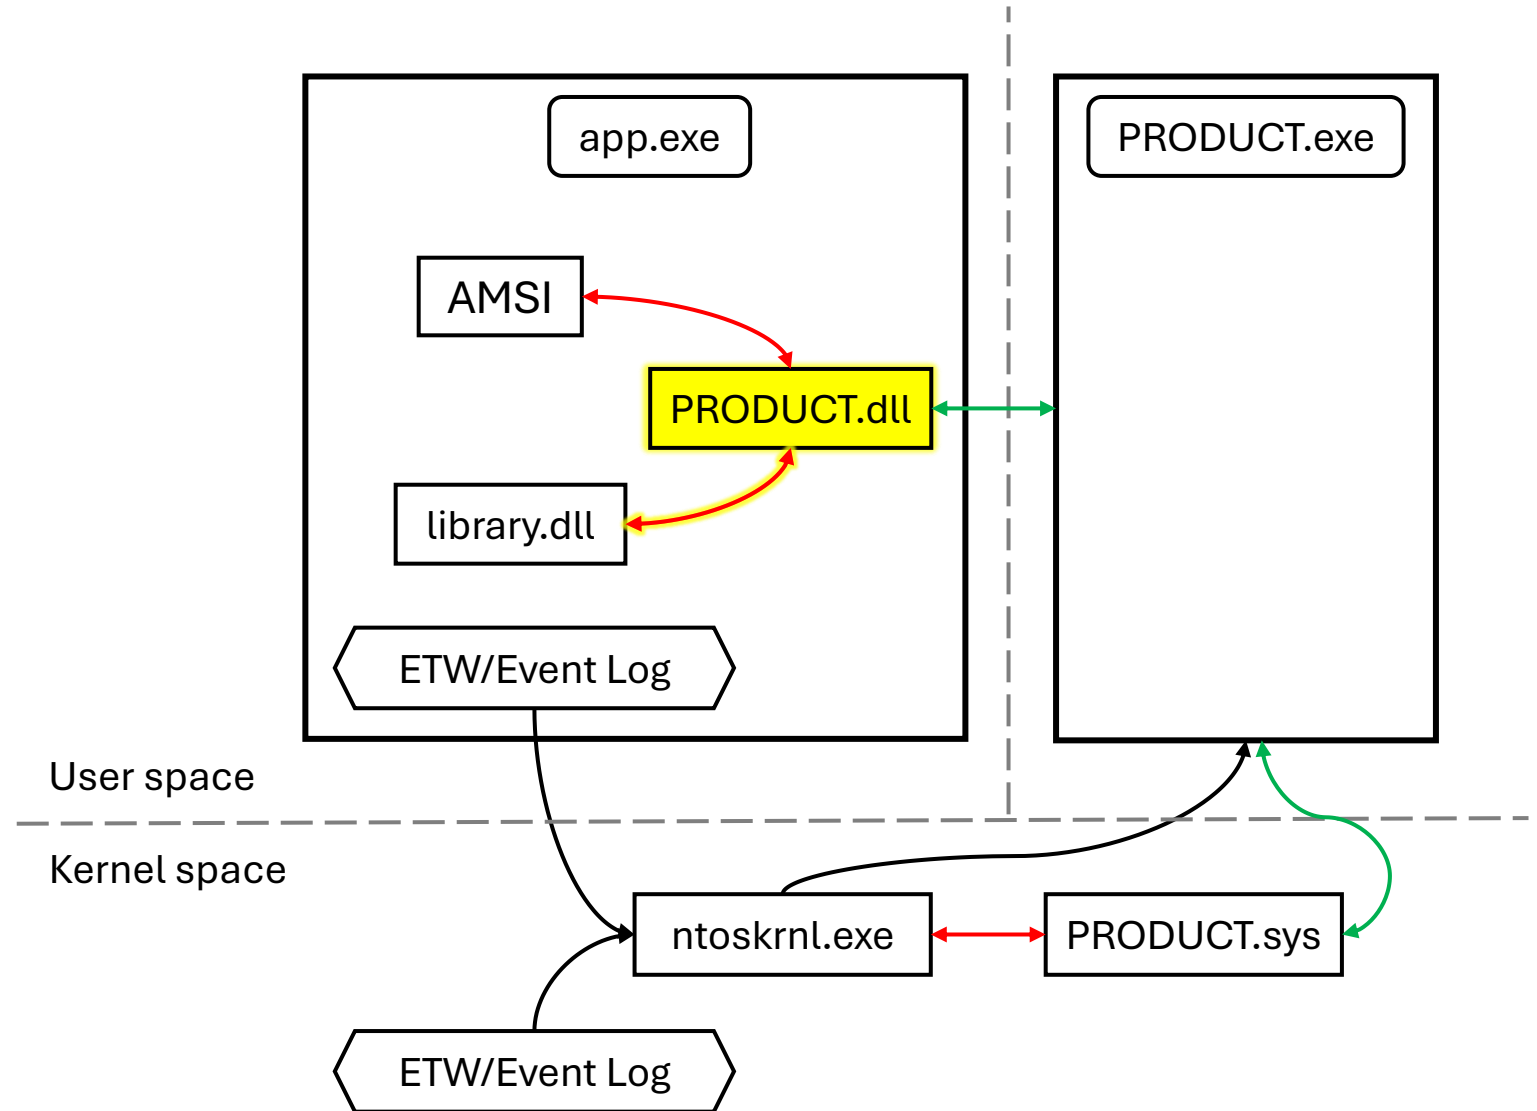 app.exe
PRODUCT.exe
AMSI
PRODUCT.dll
library.dll
ETW/Event Log
User space
Kernel space
ntoskrnl.exe
PRODUCT.sys
ETW/Event Log